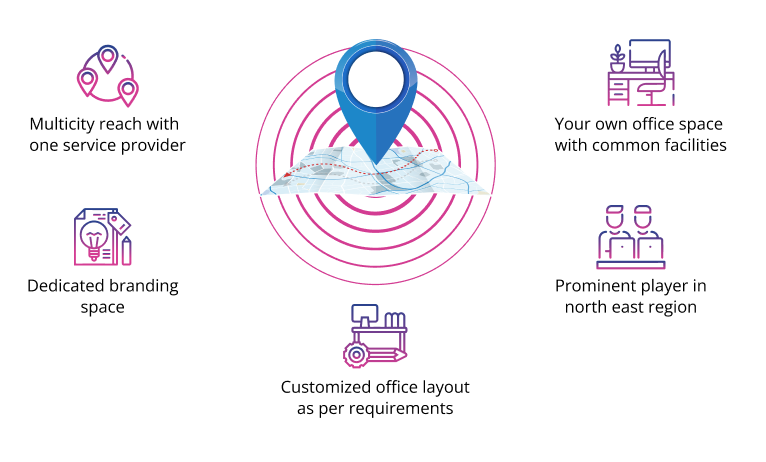 Multicity reach with
one service provider
Your own office space
with common facilities
Dedicated branding
space
Prominent player in
north east region
Customized office layout
as per requirements